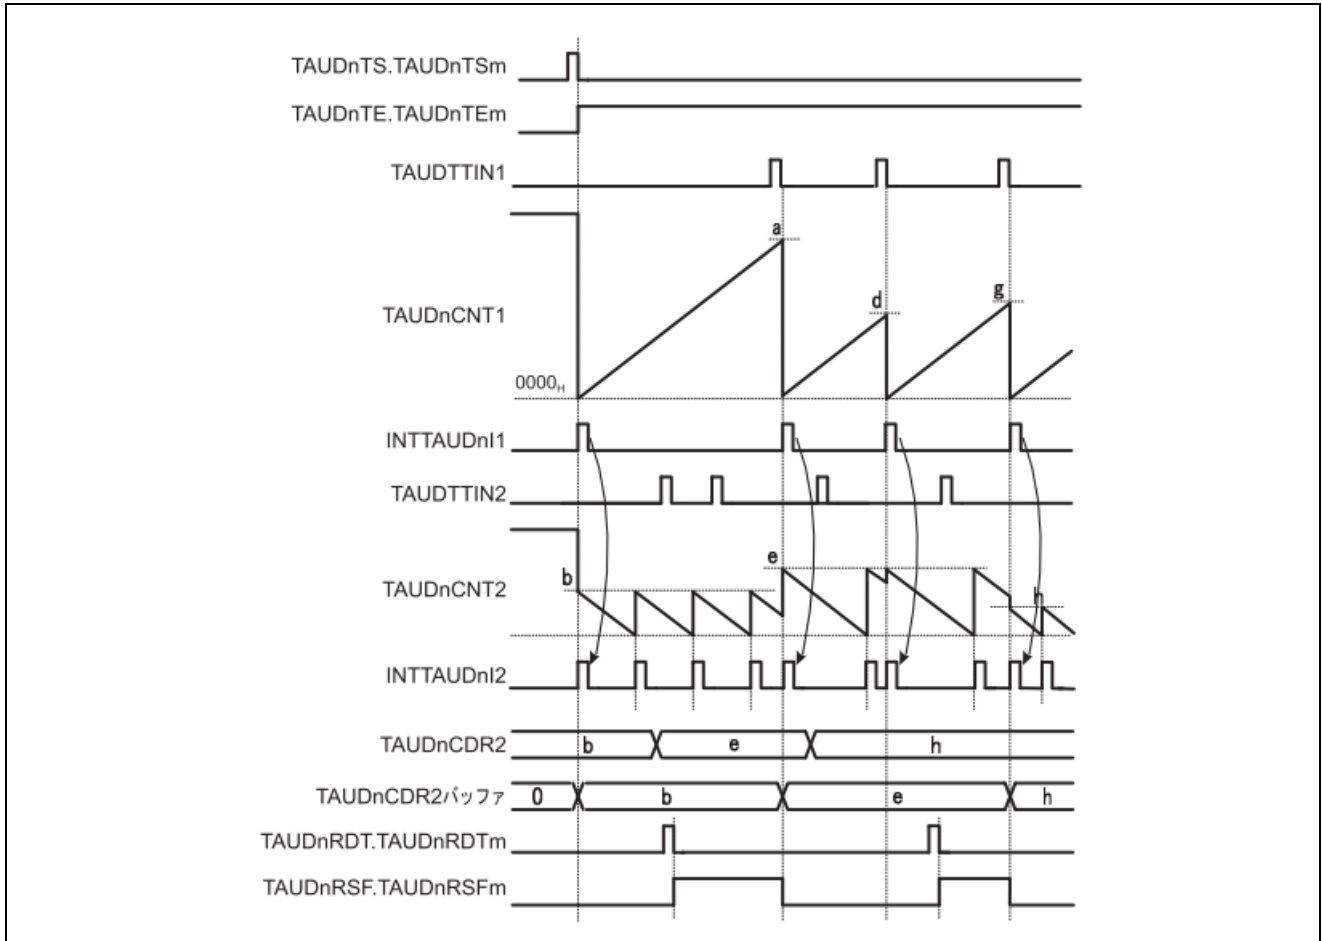 TAUDnTS.TAUDnTSm
TAUDnTE.TAUDnTEm
TAUDTTIN1
a
d
g
TAUDnCNT1
0000H
INTTAUDnI1
TAUDTTIN2
e
b
TAUDnCNT2
h
INTTAUDnI2
TAUDnCDR2 b e h
TAUDnCDR2バッファ 0 b e h
TAUDnRDT.TAUDnRDTm
TAUDnRSF.TAUDnRSFm